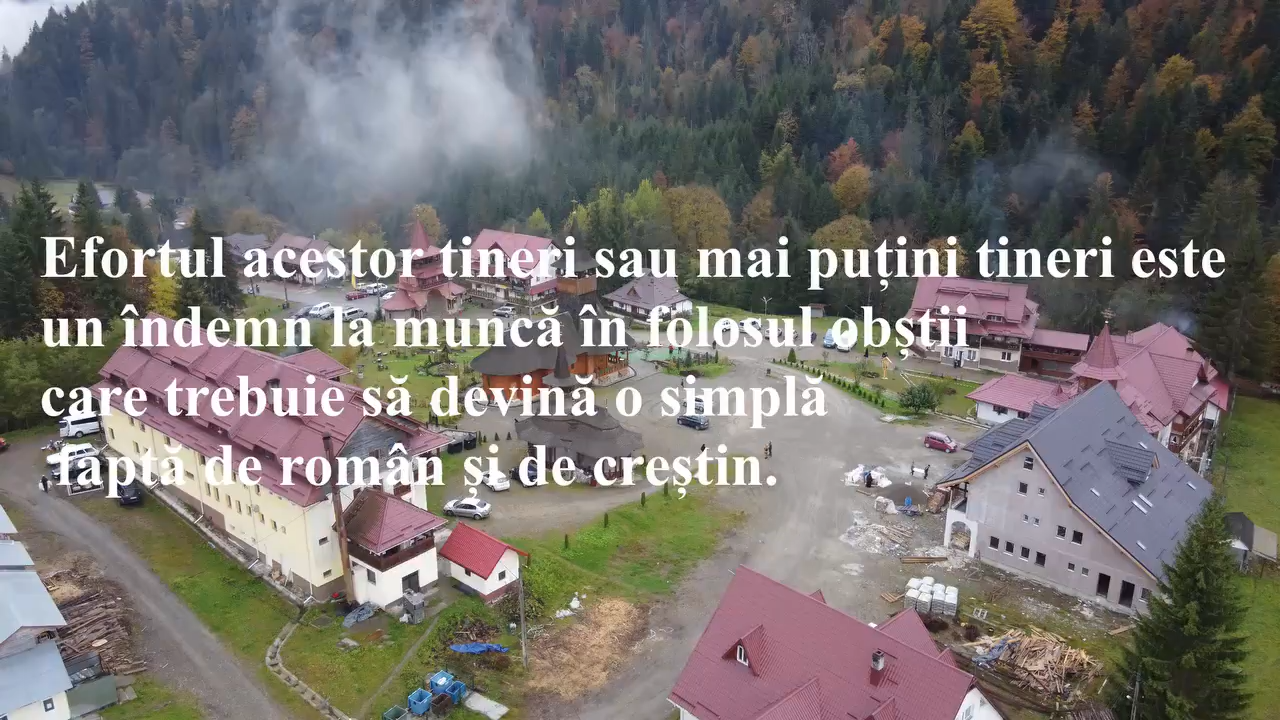 Efortul acestor tineri sau mai puțini tineri este
un îndemn la muncă în folosul obștii
care trebuie să devină o simplă
faptă de român și de creștin.